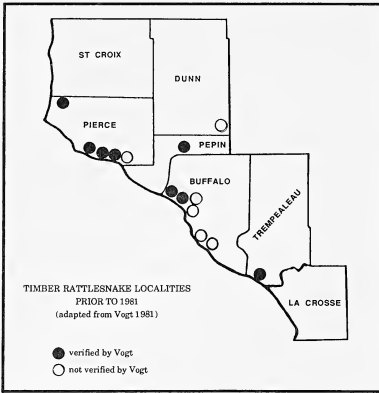 ST CROIX
DUNN
PIERCE
PEPIN
BUFFALO
TREMPEALEAU
LA CROSSE
TIMBER RATTLESNAKE LOCALITIES
PRIOR TO 1981
(adapted from Vogt 1981)
verified by Vogt
not verified by Vogt